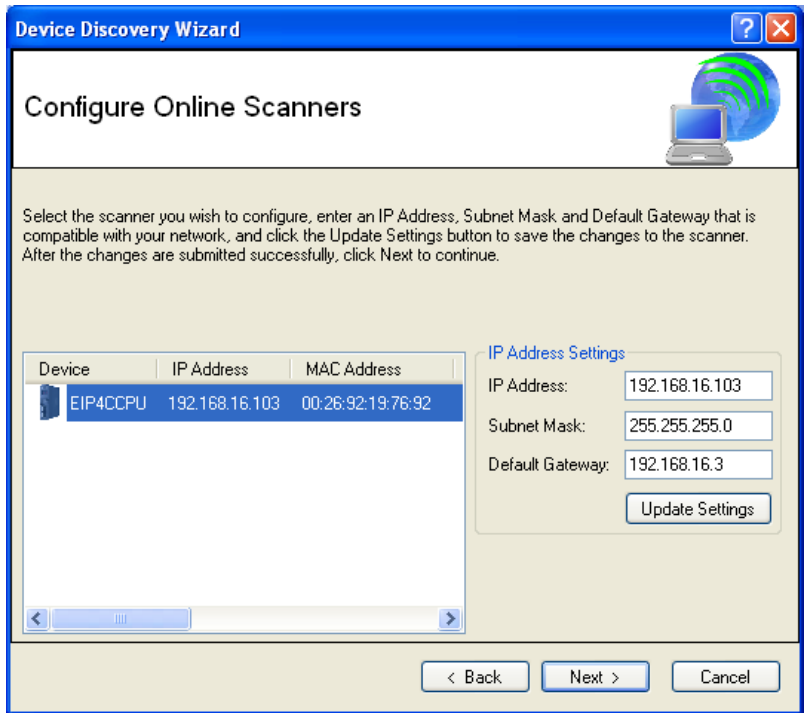 Device Discovery Wizard
Configure Online Scanners
Select the scanner you wish to configure, enter an IP Address, Subnet Mask and Default Gateway that is
compatible with your network, and click the Update Settings button to save the changes to the scanner.
After the changes are submitted successfully, click Next to continue.
Device IP Address MAC Address
EIP4CCPU 192.168.16.103 00:26:92:19:76:92
IP Address Settings
IP Address: 192.168.16.103
Subnet Mask: 255.255.255.0
Default Gateway: 192.168.16.3
Update Settings
< Back Next > Cancel